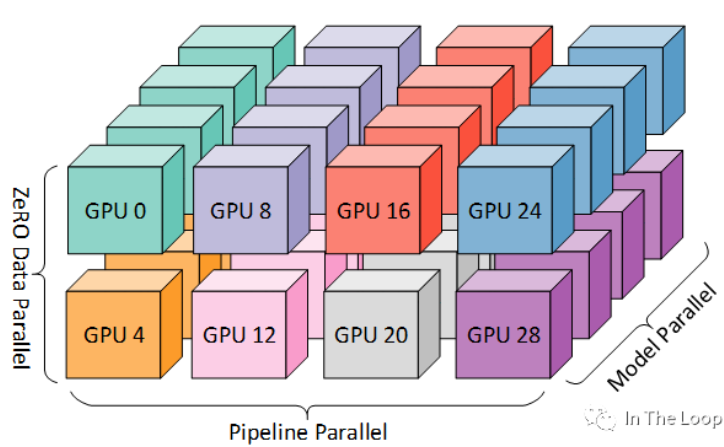 GPU 0
GPU 8
GPU 16
GPU 24
ZeRO Data Parallel
GPU 4
GPU 12
GPU 20
GPU 28
Model Parallel
Pipeline Parallel
In The Loop